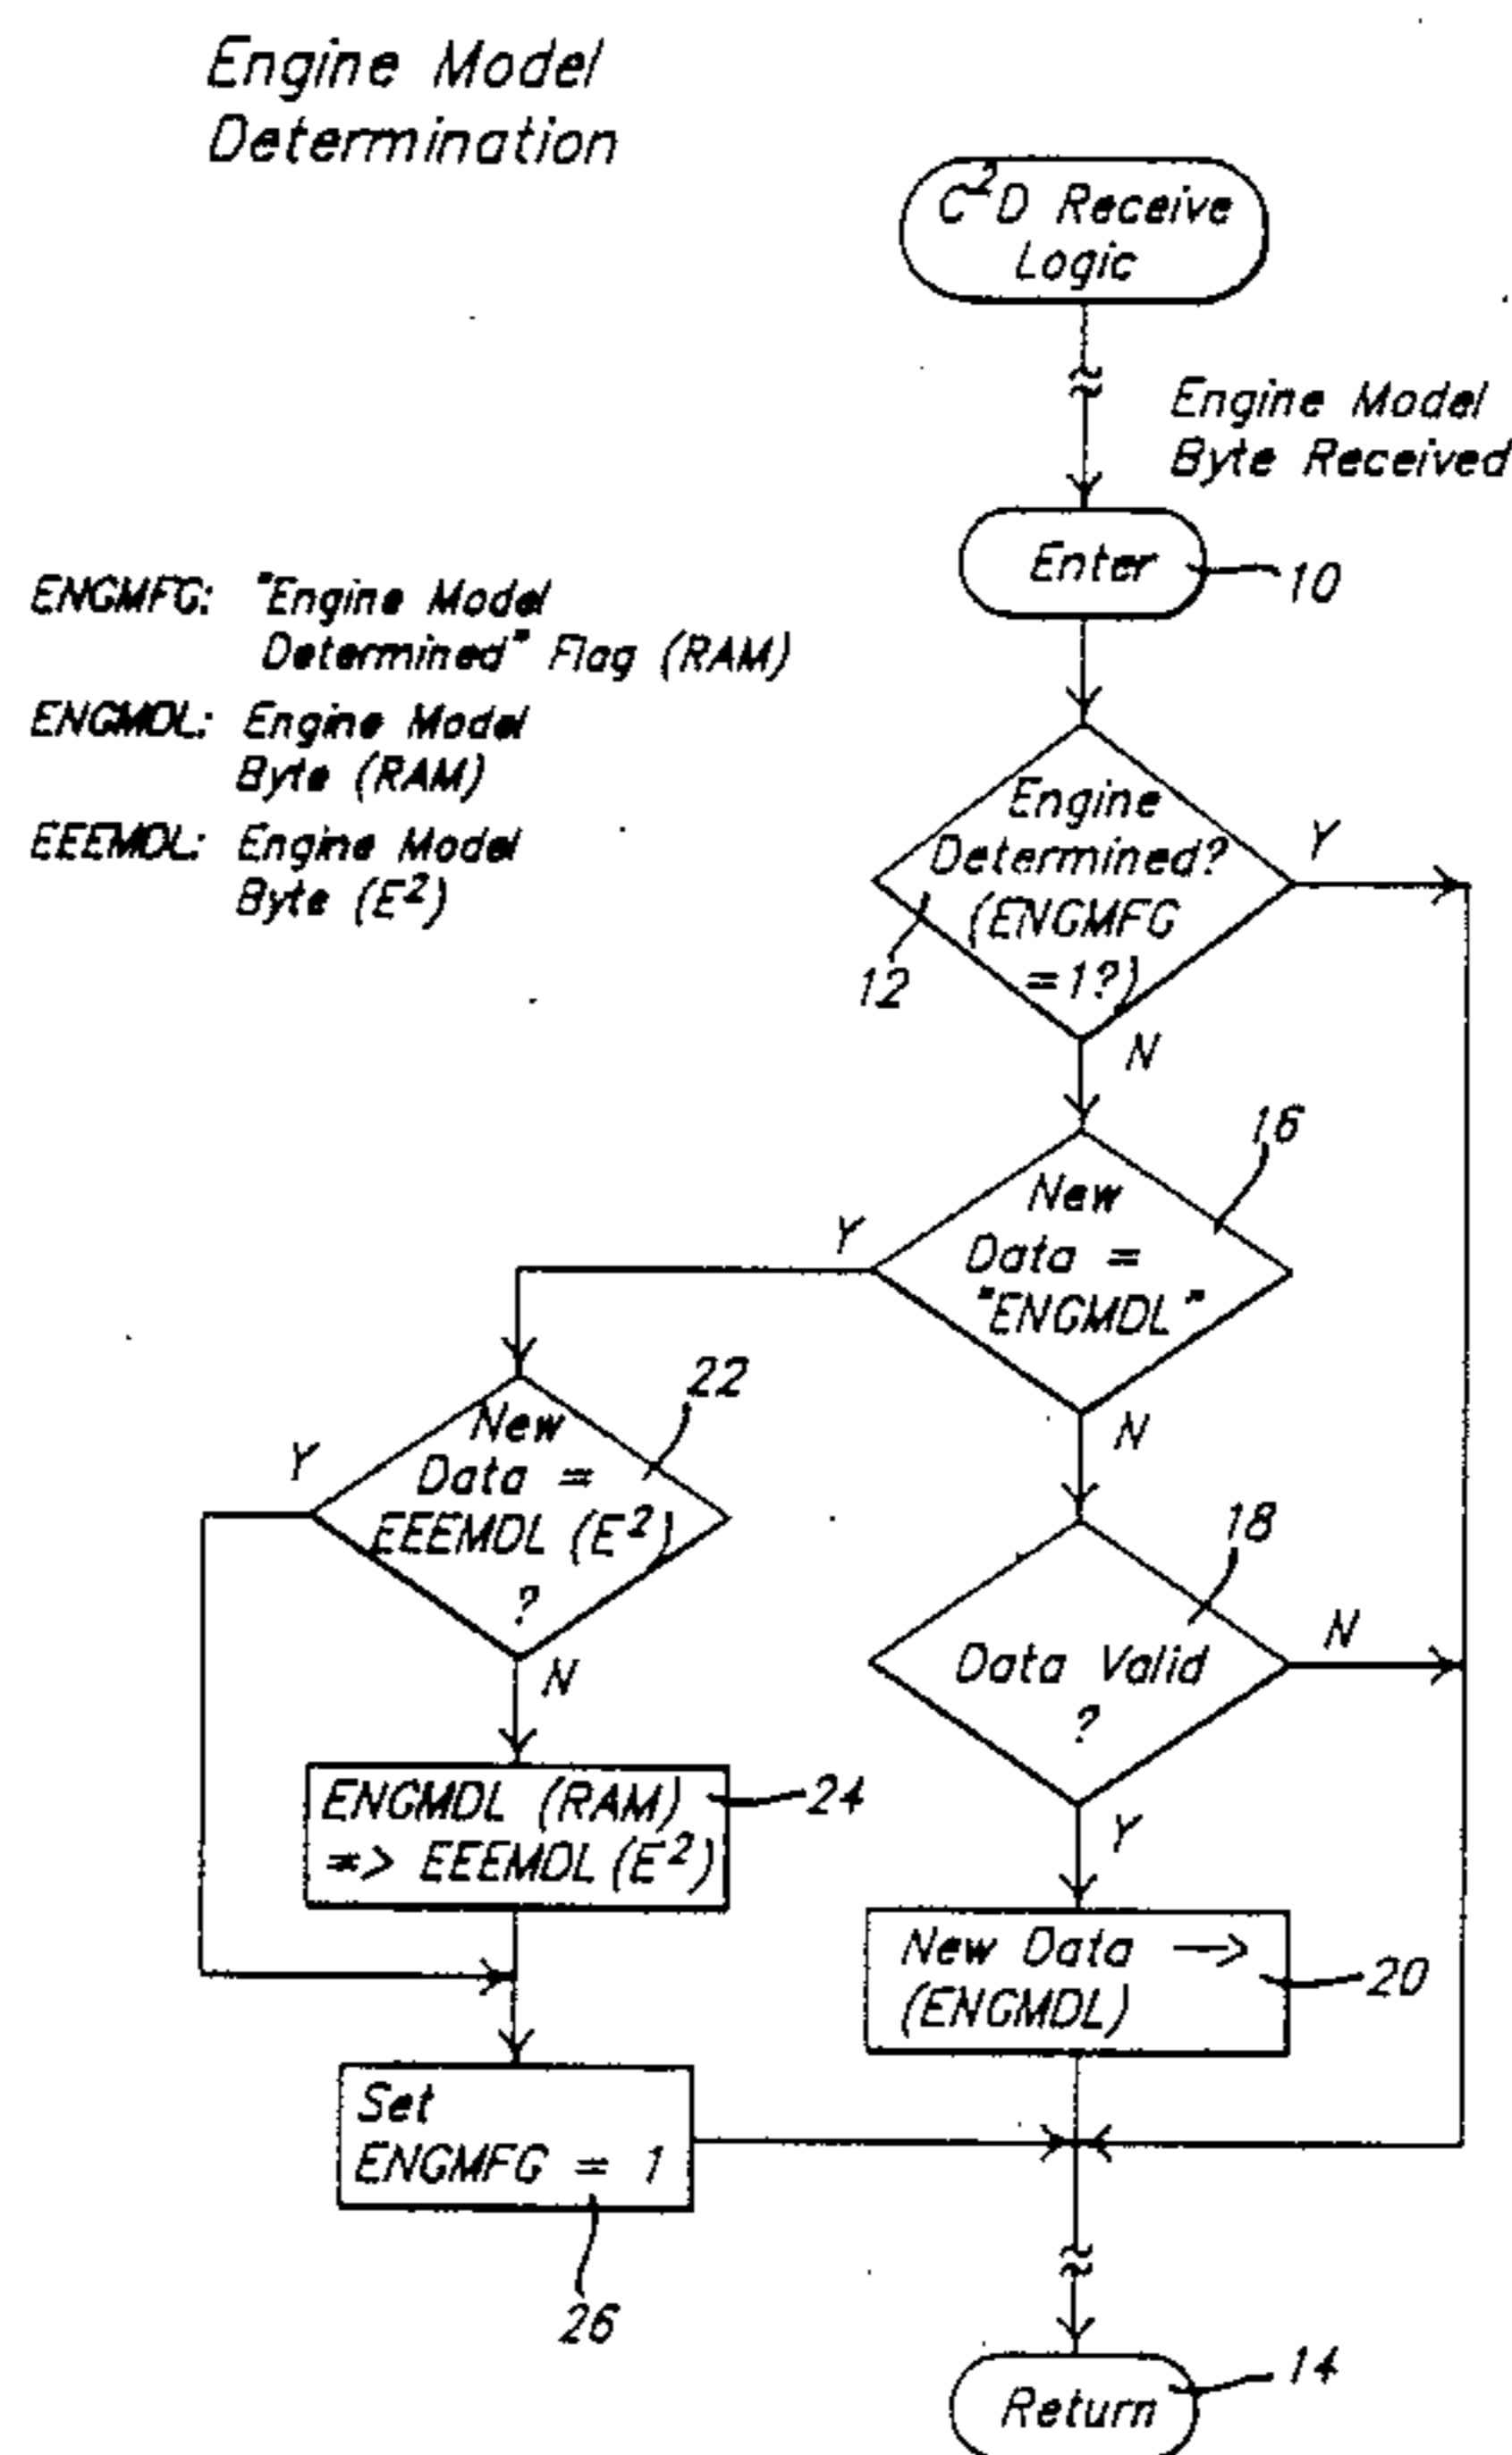 Engine Model
Determination
C²D Receive
Logic
Engine Model
Byte Received
Enter
10
ENGMFG: "Engine Model
Determined" Flag (RAM)
ENGMDL: Engine Model
Byte (RAM)
EEEMDL: Engine Model
Byte (E²)
Engine
Determined?
(ENGMFG
=1?)
Y
12
N
16
New
Data =
"ENGMDL"
Y
N
22
New
Data =
EEEMDL (E²)
?
Y
N
18
Data Valid
?
N
Y
ENGMDL (RAM)
=> EEEMDL (E²)
24
New Data →
(ENGMDL)
20
Set
ENGMFG = 1
26
Return
14